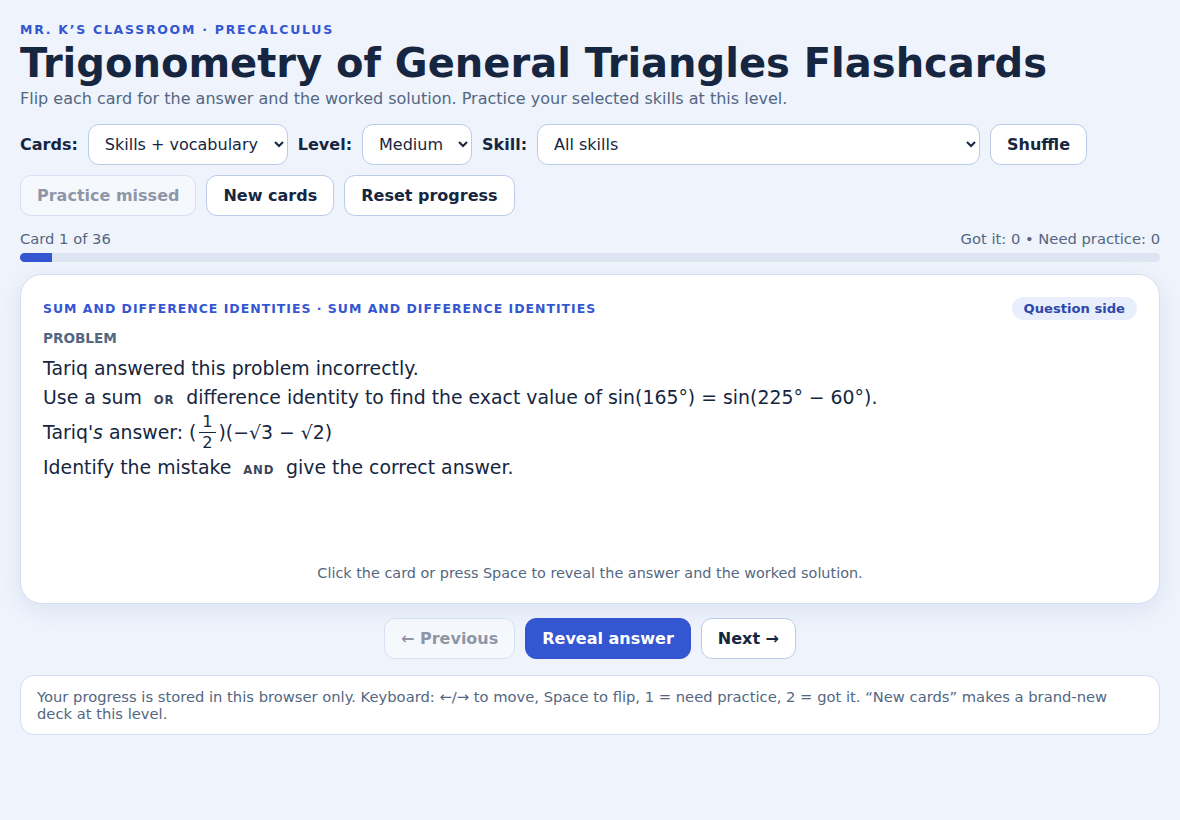 MR. K’S CLASSROOM · PRECALCULUS
Trigonometry of General Triangles Flashcards
Flip each card for the answer and the worked solution. Practice your selected skills at this level.
Cards: Skills + vocabulary Level: Medium Skill: All skills Shuffle
Practice missed New cards Reset progress
Card 1 of 36 Got it: 0 • Need practice: 0
SUM AND DIFFERENCE IDENTITIES · SUM AND DIFFERENCE IDENTITIES Question side
PROBLEM
Tariq answered this problem incorrectly.
Use a sum OR difference identity to find the exact value of sin(165°) = sin(225° − 60°).
Tariq's answer: (1/2)(−√3 − √2)
Identify the mistake AND give the correct answer.
Click the card or press Space to reveal the answer and the worked solution.
← Previous Reveal answer Next →
Your progress is stored in this browser only. Keyboard: ←/→ to move, Space to flip, 1 = need practice, 2 = got it. “New cards” makes a brand-new
deck at this level.